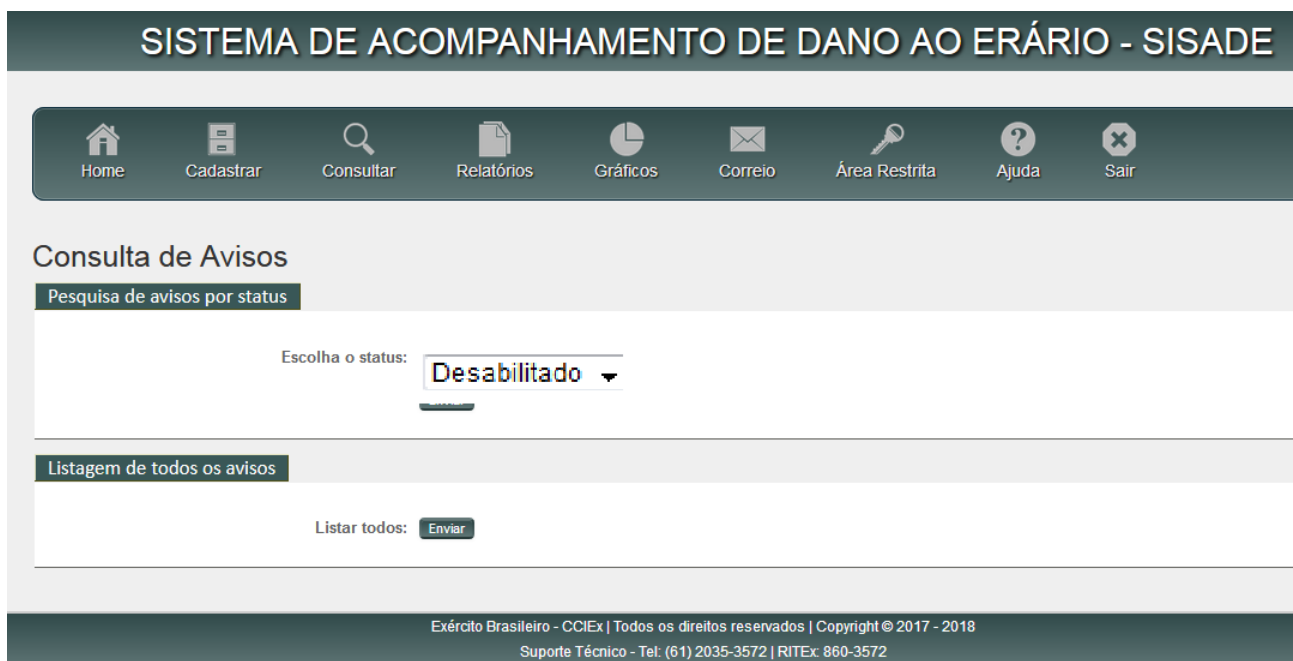 SISTEMA DE ACOMPANHAMENTO DE DANO AO ERÁRIO - SISADE
Home Cadastrar Consultar Relatórios Gráficos Correio Área Restrita Ajuda Sair
Consulta de Avisos
Pesquisa de avisos por status
Escolha o status: Desabilitado
Listagem de todos os avisos
Listar todos: Enviar
Exército Brasileiro - CCIEx | Todos os direitos reservados | Copyright © 2017 - 2018
Suporte Técnico - Tel: (61) 2035-3572 | RITEx: 860-3572